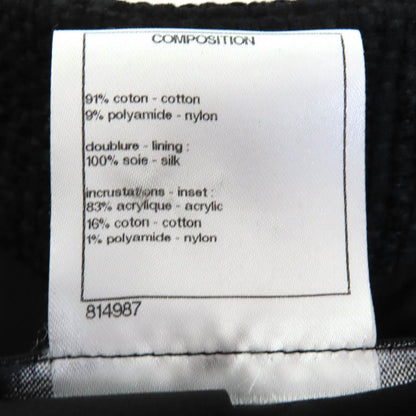 COMPOSITION
91% coton - cotton
9% polyamide - nylon
doublure - lining :
100% soie - silk
incrustations - inset :
83% acrylique - acrylic
16% coton - cotton
1% polyamide - nylon
814987